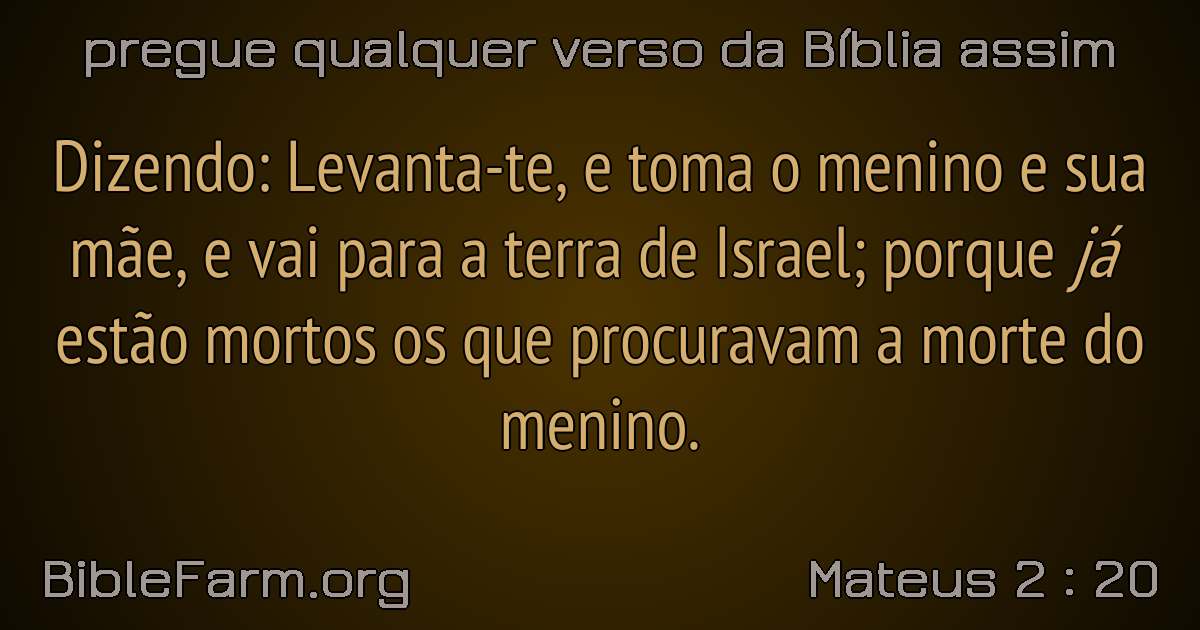 pregue qualquer verso da Bíblia assim
Dizendo: Levanta-te, e toma o menino e sua
mãe, e vai para a terra de Israel; porque já
estão mortos os que procuravam a morte do
menino.
BibleFarm.org
Mateus 2 : 20